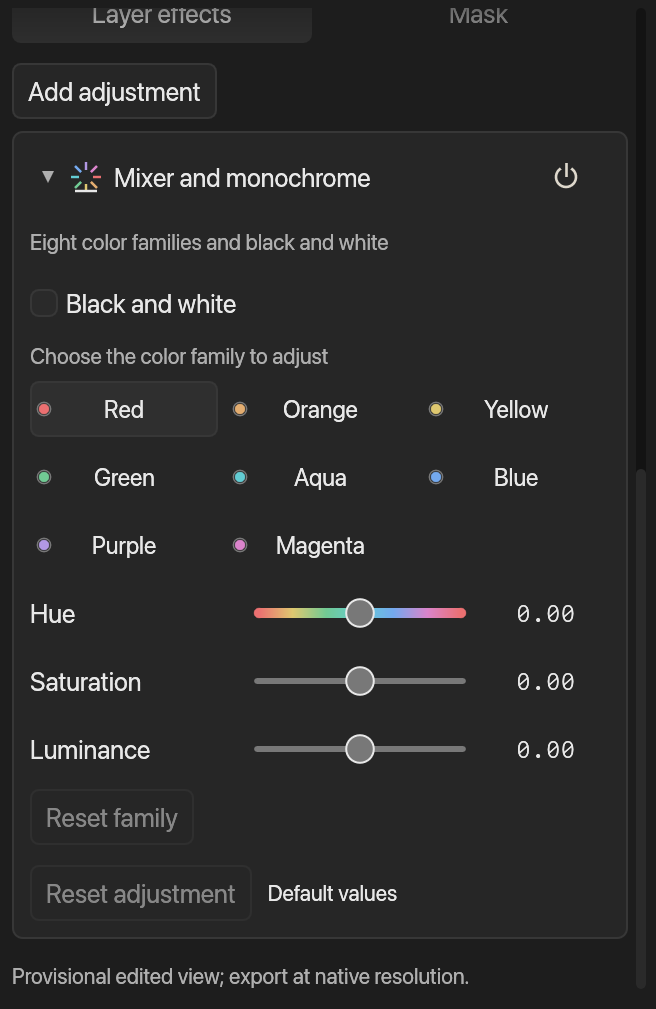 Layer effects
Mask
Add adjustment
Mixer and monochrome
Eight color families and black and white
Black and white
Choose the color family to adjust
Red
Orange
Yellow
Green
Aqua
Blue
Purple
Magenta
Hue
0.00
Saturation
0.00
Luminance
0.00
Reset family
Reset adjustment
Default values
Provisional edited view; export at native resolution.